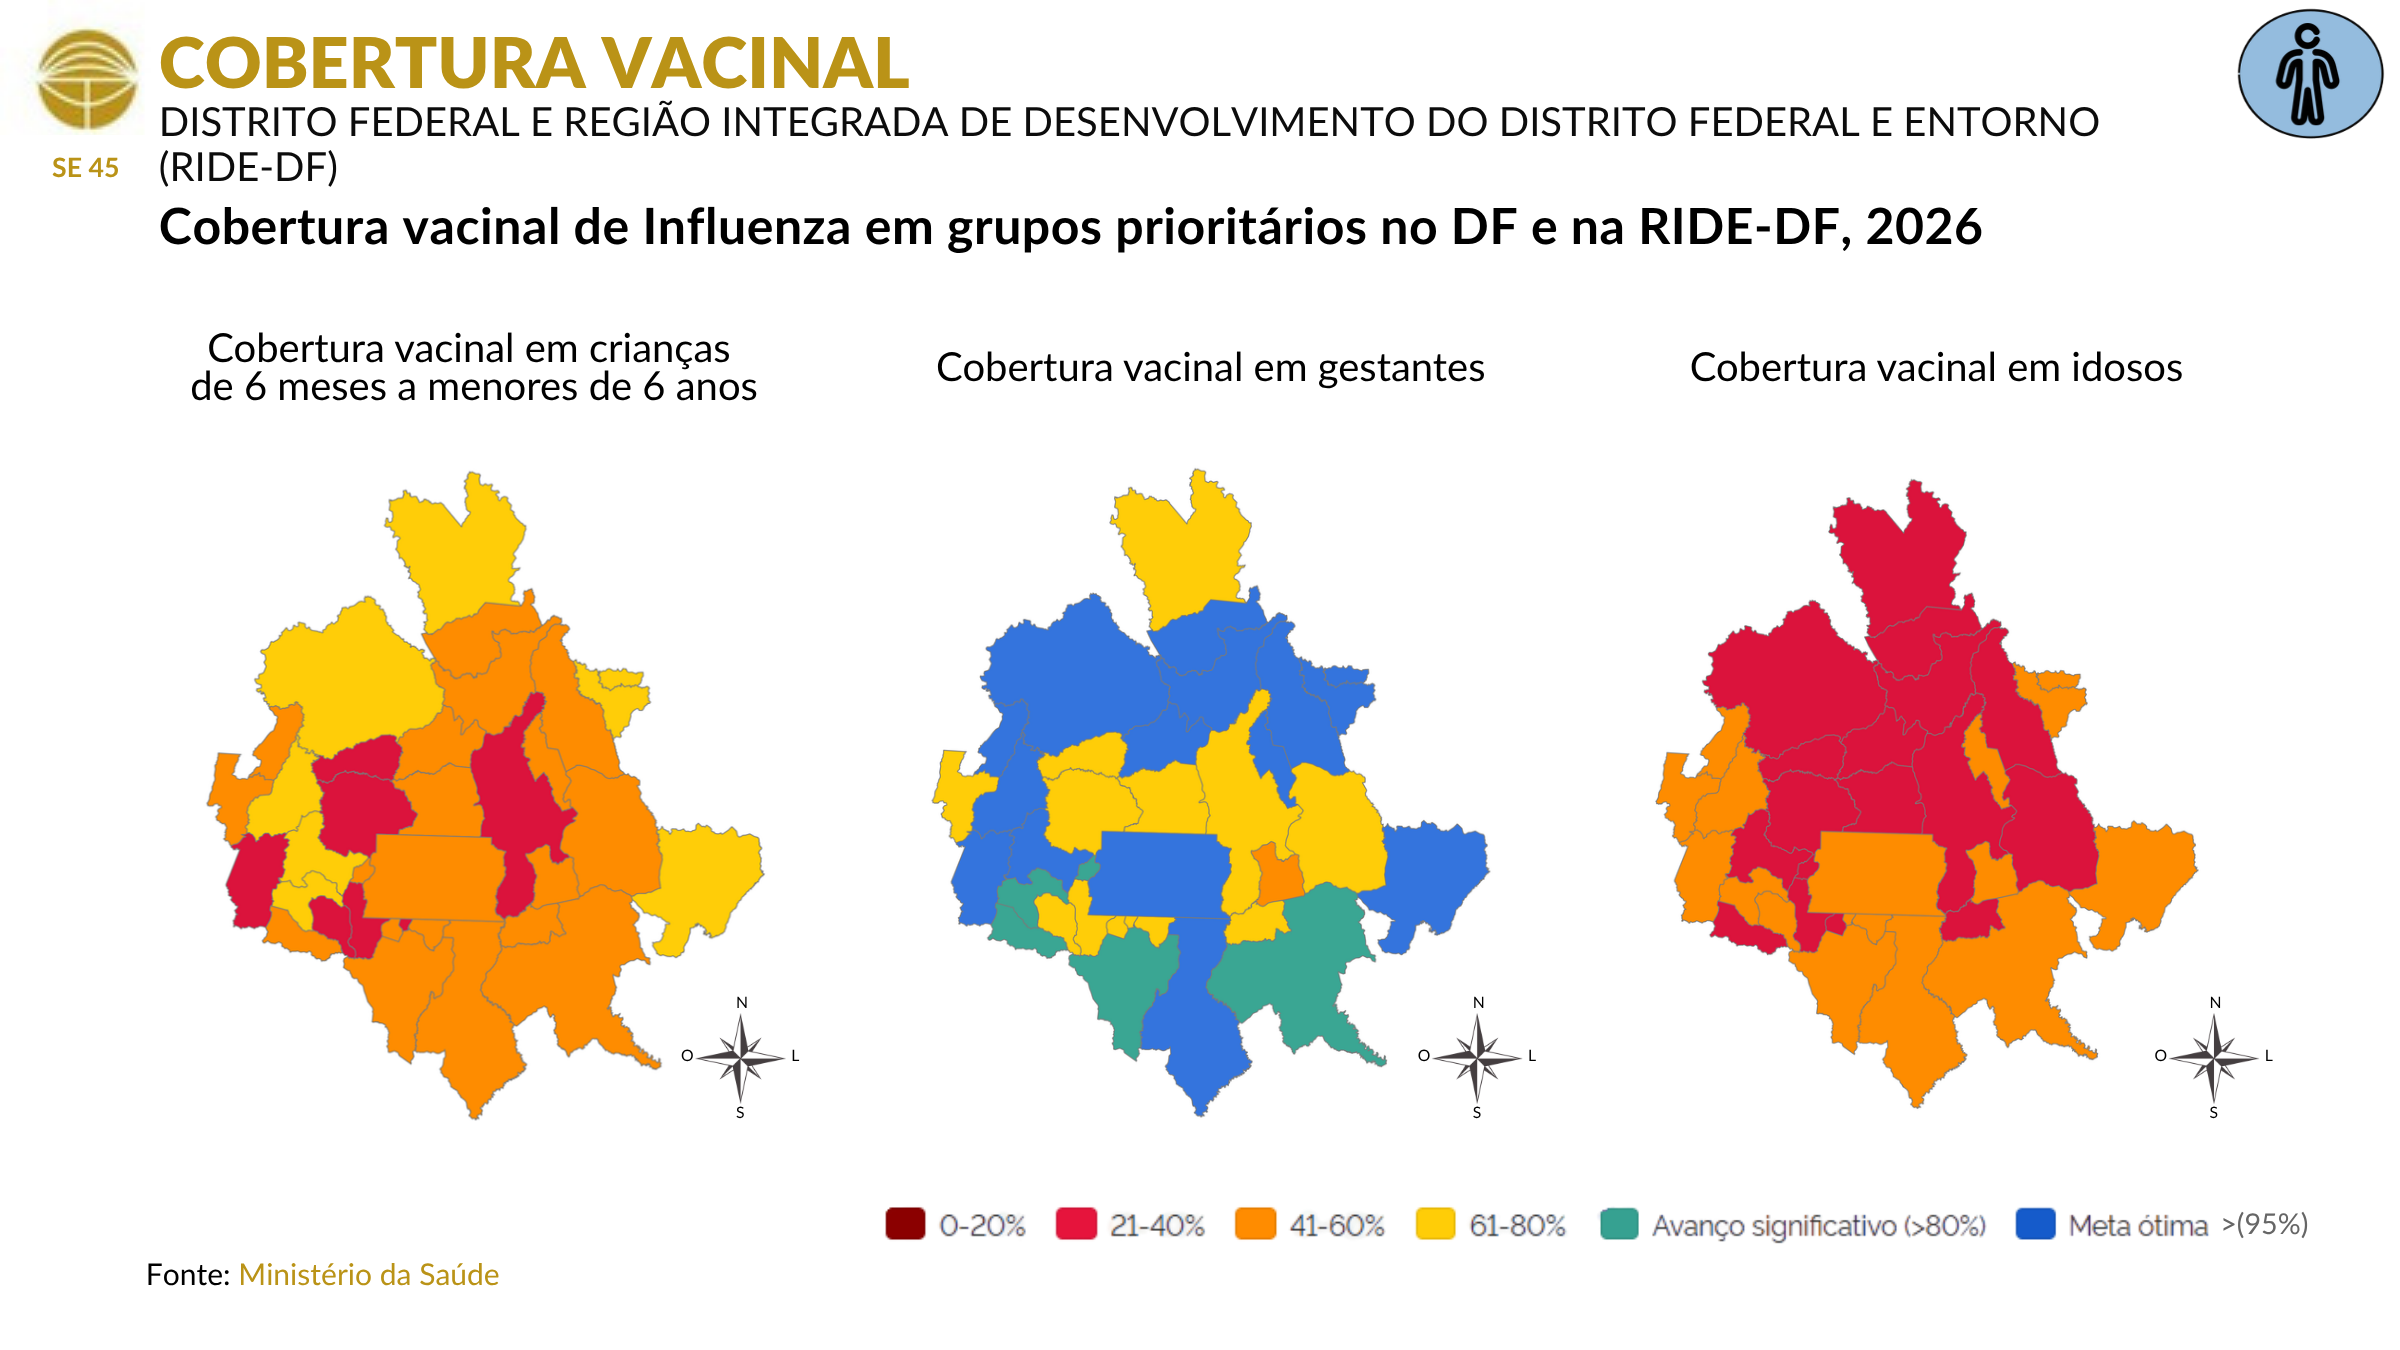 COBERTURA VACINAL
DISTRITO FEDERAL E REGIÃO INTEGRADA DE DESENVOLVIMENTO DO DISTRITO FEDERAL E ENTORNO
(RIDE-DF)
SE 45
Cobertura vacinal de Influenza em grupos prioritários no DF e na RIDE-DF, 2026
Cobertura vacinal em crianças
de 6 meses a menores de 6 anos
Cobertura vacinal em gestantes
Cobertura vacinal em idosos
N
O L
S
N
O L
S
N
O L
S
0-20% 21-40% 41-60% 61-80% Avanço significativo (>80%) Meta ótima >(95%)
Fonte: Ministério da Saúde